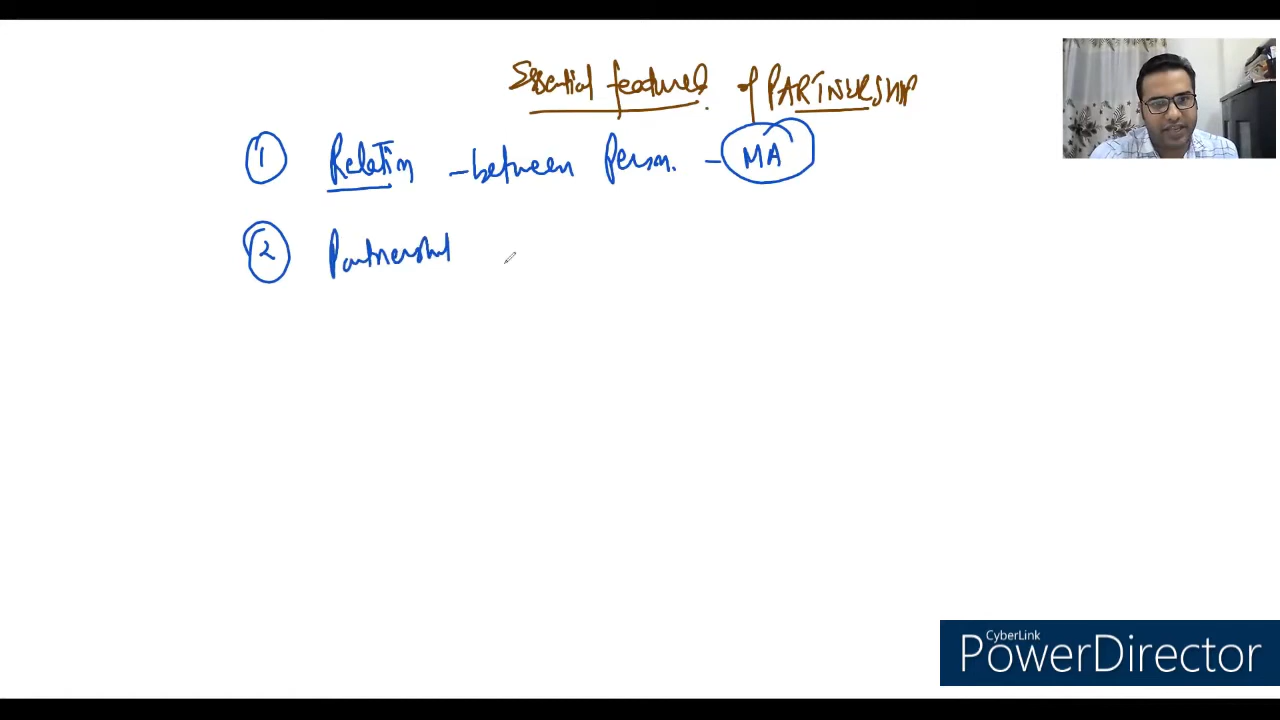 Essential features of PARTNERSHIP
1 Relation - between Person. - MA
2 Partnership
CyberLink
PowerDirector